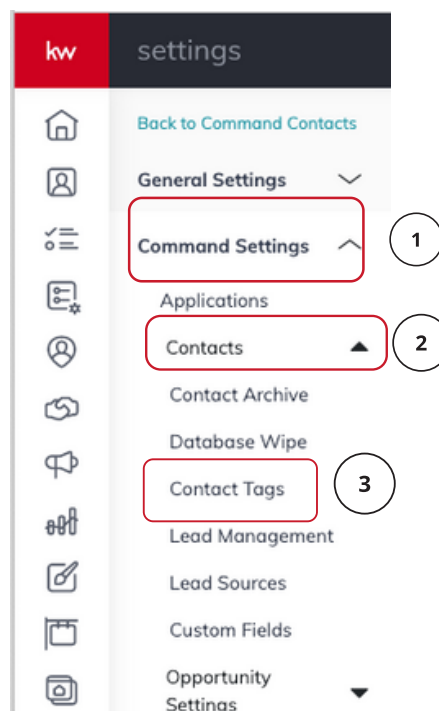 kw settings
Back to Command Contacts
General Settings
Command Settings
1
Applications
Contacts
2
Contact Archive
Database Wipe
Contact Tags
3
Lead Management
Lead Sources
Custom Fields
Opportunity
Settings